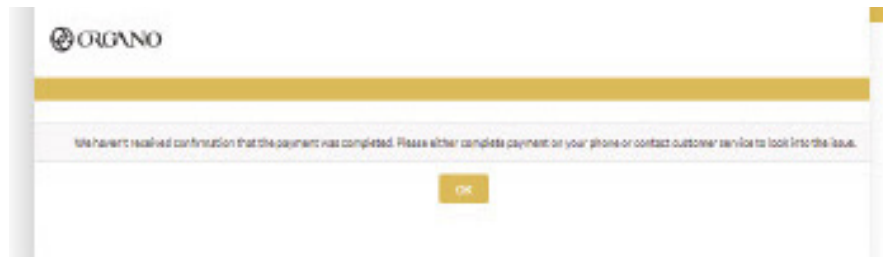 ORGANO
We haven't received confirmation that the payment was completed. Please either complete payment on your phone or contact customer service to look into the issue.
OK